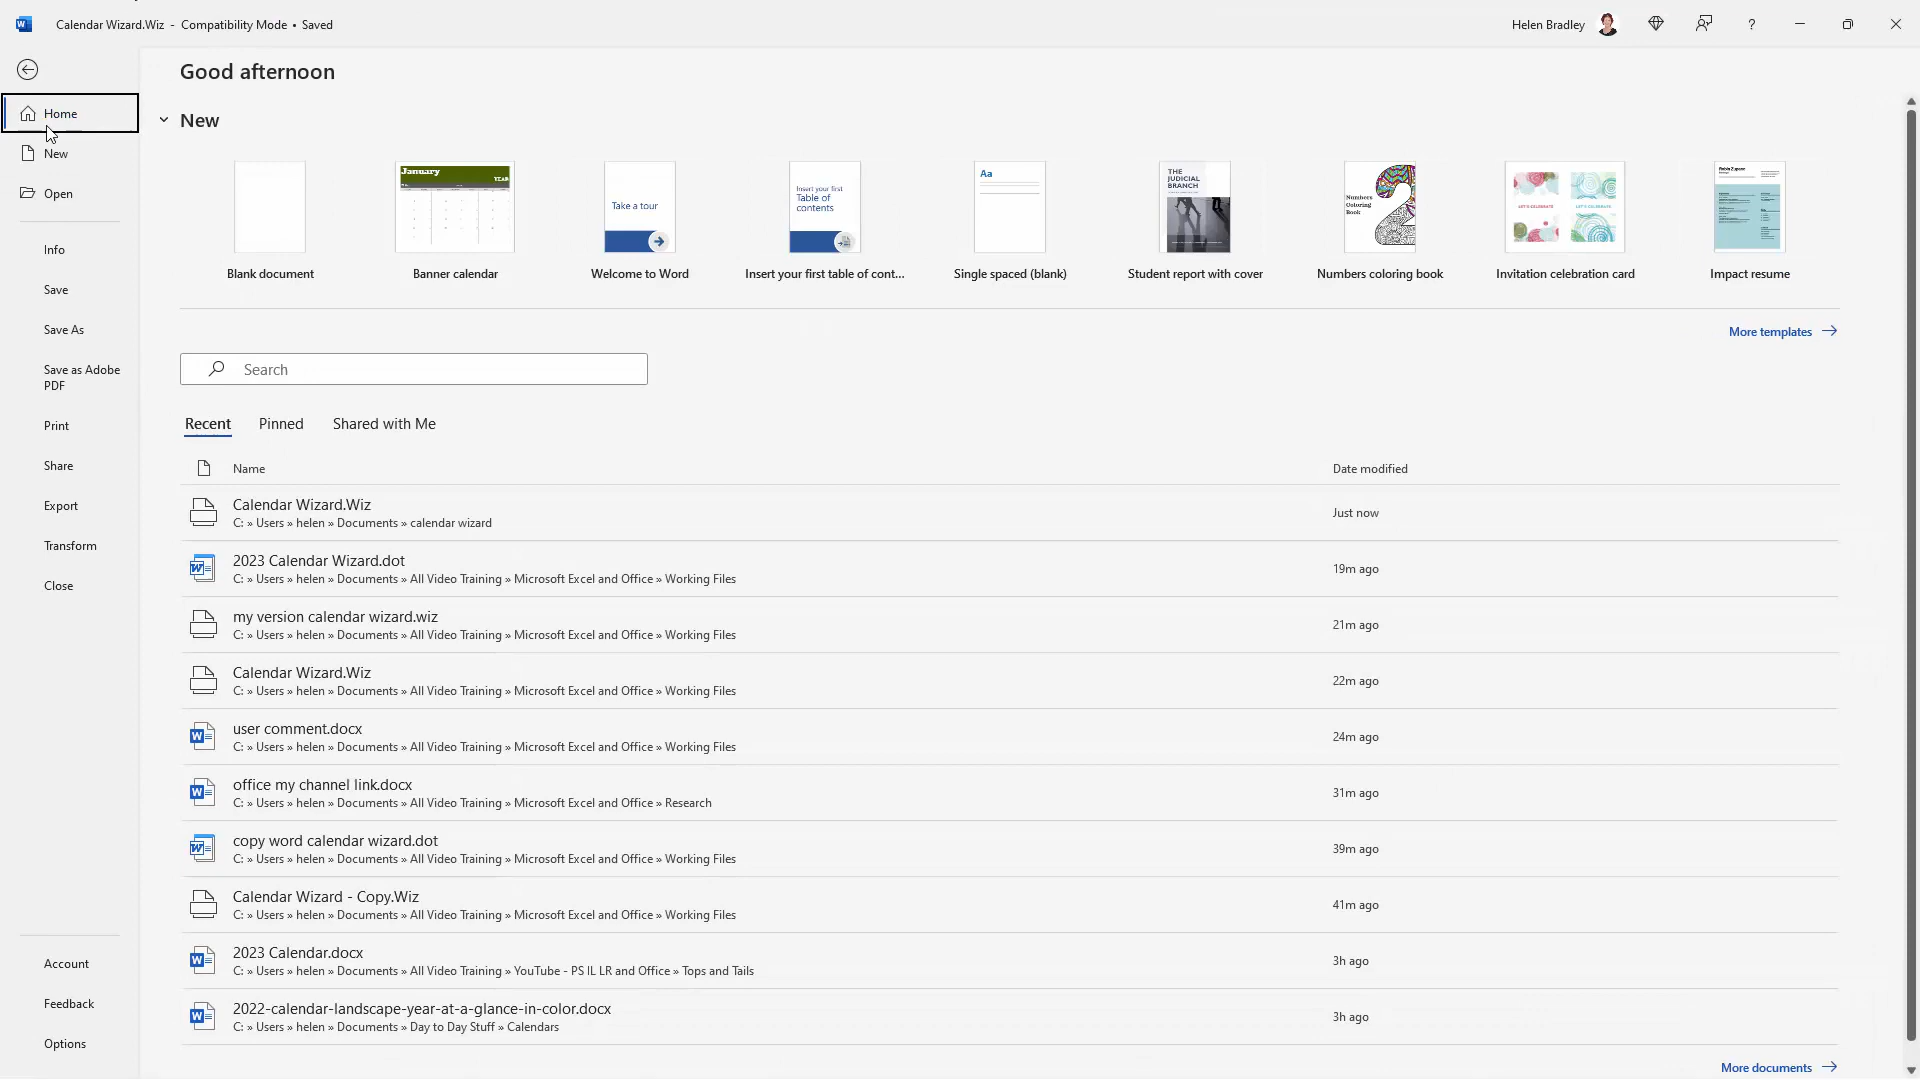 Calendar Wizard.Wiz - Compatibility Mode • Saved
Helen Bradley
?
Good afternoon
Home
New
Open
Info
Save
Save As
Save as Adobe
PDF
Print
Share
Export
Transform
Close
Account
Feedback
Options
New
January
YEAR
Take a tour
Insert your first
Table of
contents
Aa
THE
JUDICIAL
BRANCH
Numbers
Coloring
Book
LET'S CELEBRATE
LET'S CELEBRATE
Blank document
Banner calendar
Welcome to Word
Insert your first table of cont...
Single spaced (blank)
Student report with cover
Numbers coloring book
Invitation celebration card
Impact resume
More templates
Search
Recent Pinned Shared with Me
Name Date modified
Calendar Wizard.Wiz
C: » Users » helen » Documents » calendar wizard
Just now
2023 Calendar Wizard.dot
C: » Users » helen » Documents » All Video Training » Microsoft Excel and Office » Working Files
19m ago
my version calendar wizard.wiz
C: » Users » helen » Documents » All Video Training » Microsoft Excel and Office » Working Files
21m ago
Calendar Wizard.Wiz
C: » Users » helen » Documents » All Video Training » Microsoft Excel and Office » Working Files
22m ago
user comment.docx
C: » Users » helen » Documents » All Video Training » Microsoft Excel and Office » Working Files
24m ago
office my channel link.docx
C: » Users » helen » Documents » All Video Training » Microsoft Excel and Office » Research
31m ago
copy word calendar wizard.dot
C: » Users » helen » Documents » All Video Training » Microsoft Excel and Office » Working Files
39m ago
Calendar Wizard - Copy.Wiz
C: » Users » helen » Documents » All Video Training » Microsoft Excel and Office » Working Files
41m ago
2023 Calendar.docx
C: » Users » helen » Documents » All Video Training » YouTube - PS IL LR and Office » Tops and Tails
3h ago
2022-calendar-landscape-year-at-a-glance-in-color.docx
C: » Users » helen » Documents » Day to Day Stuff » Calendars
3h ago
More documents